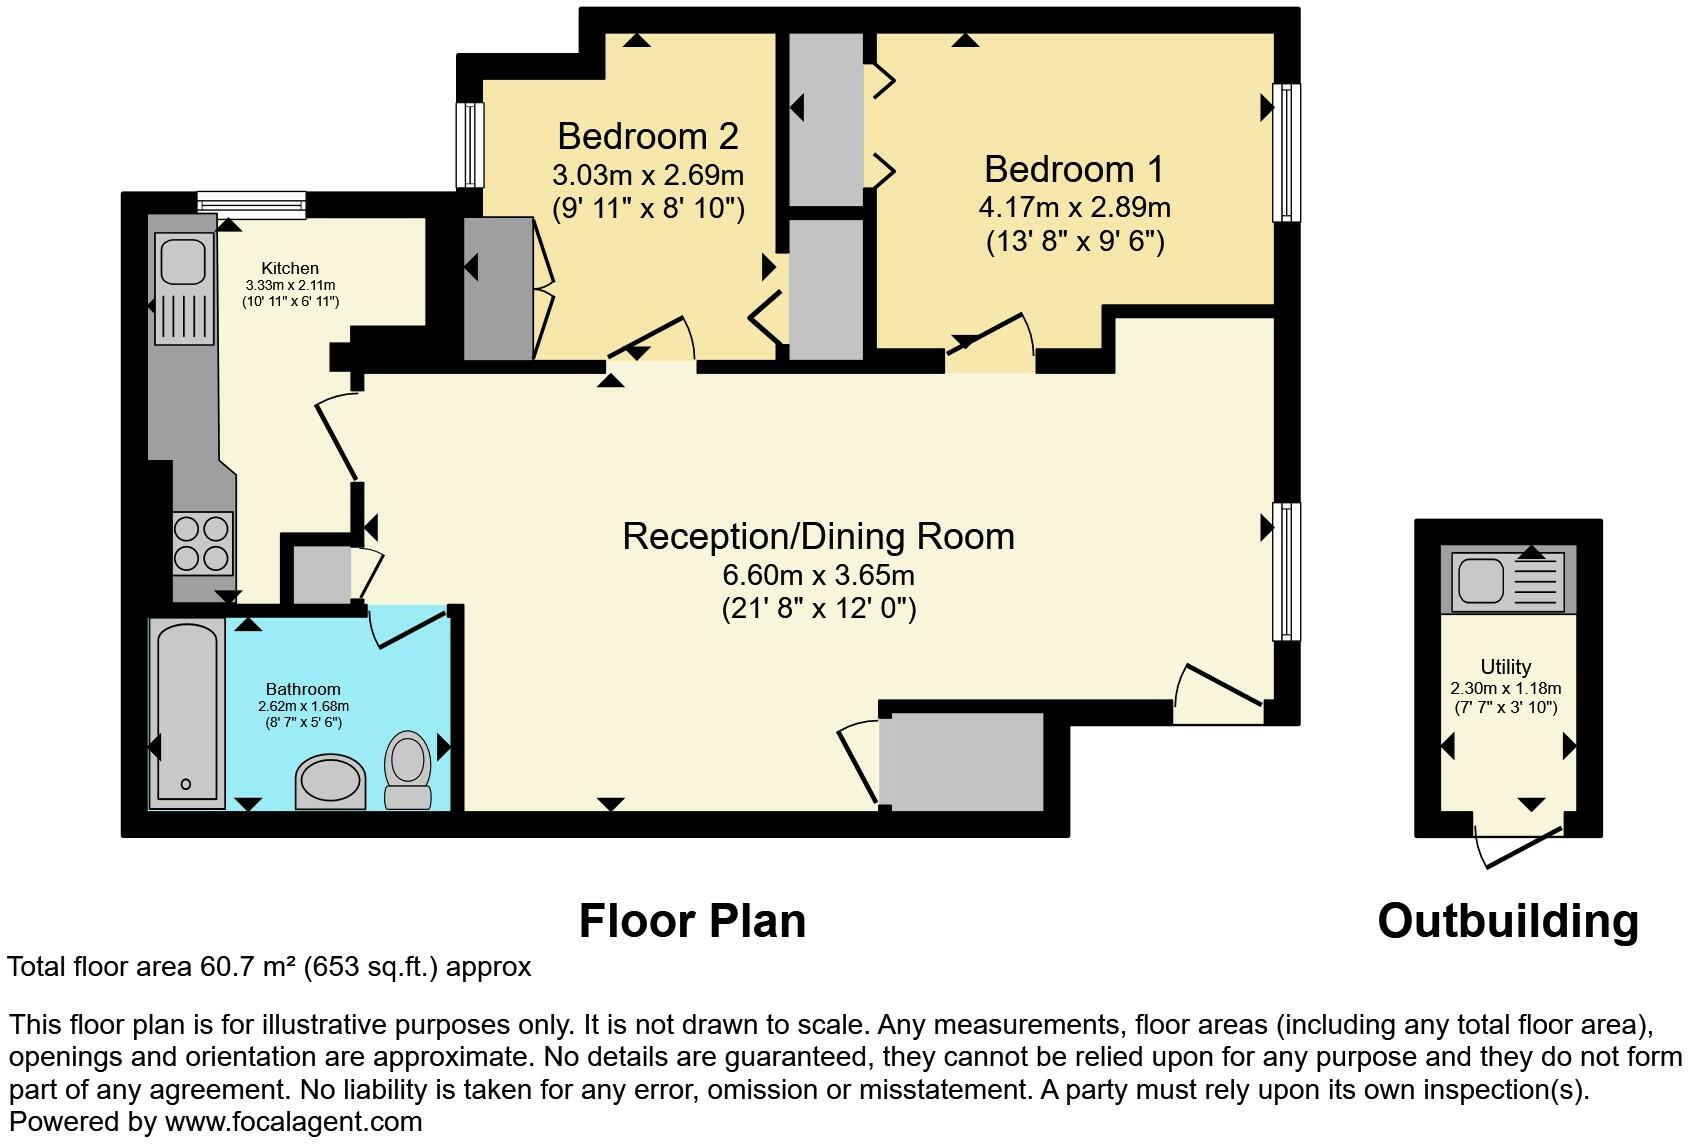 Bedroom 2
3.03m x 2.69m
(9' 11" x 8' 10")
Bedroom 1
4.17m x 2.89m
(13' 8" x 9' 6")
Kitchen
3.33m x 2.11m
(10' 11" x 6' 11")
Reception/Dining Room
6.60m x 3.65m
(21' 8" x 12' 0")
Bathroom
2.62m x 1.68m
(8' 7" x 5' 6")
Utility
2.30m x 1.18m
(7' 7" x 3' 10")
Floor Plan
Outbuilding
Total floor area 60.7 m² (653 sq.ft.) approx
This floor plan is for illustrative purposes only. It is not drawn to scale. Any measurements, floor areas (including any total floor area),
openings and orientation are approximate. No details are guaranteed, they cannot be relied upon for any purpose and they do not form
part of any agreement. No liability is taken for any error, omission or misstatement. A party must rely upon its own inspection(s).
Powered by www.focalagent.com